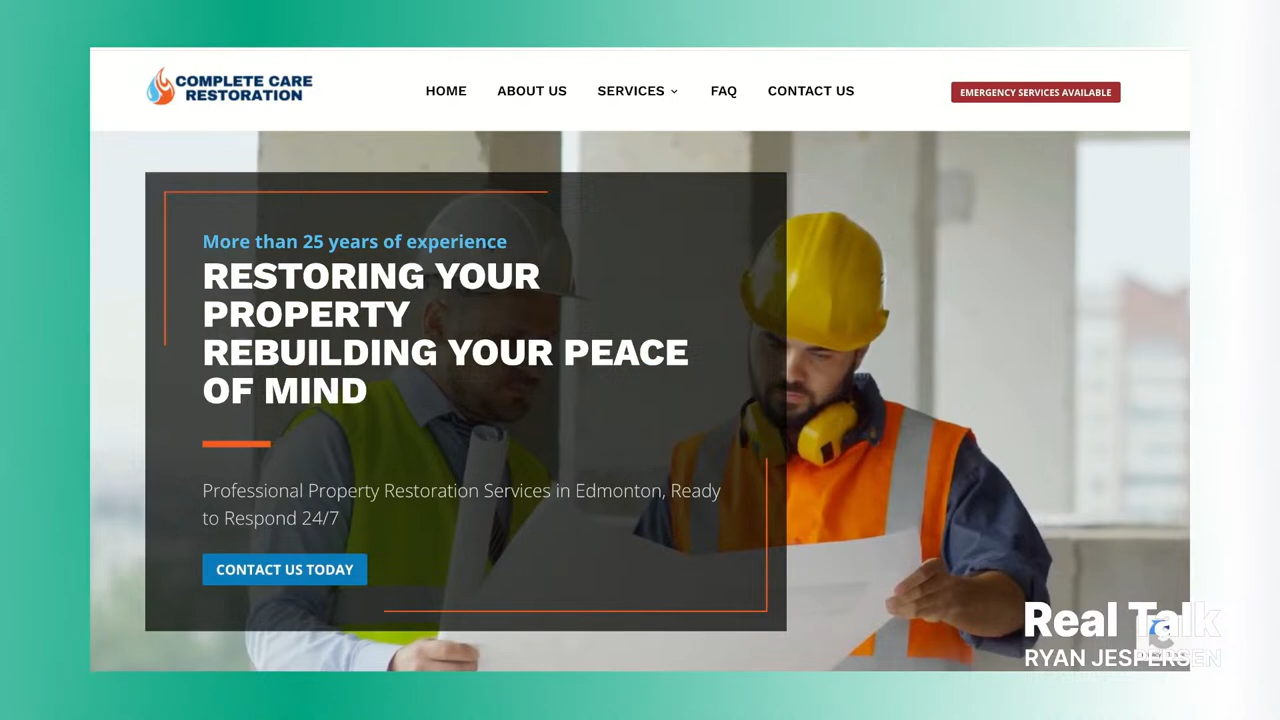 COMPLETE CARE
RESTORATION
HOME
ABOUT US
SERVICES
FAQ
CONTACT US
EMERGENCY SERVICES AVAILABLE
More than 25 years of experience
RESTORING YOUR
PROPERTY
REBUILDING YOUR PEACE
OF MIND
Professional Property Restoration Services in Edmonton, Ready
to Respond 24/7
CONTACT US TODAY
Real Talk
RYAN JESPERSEN